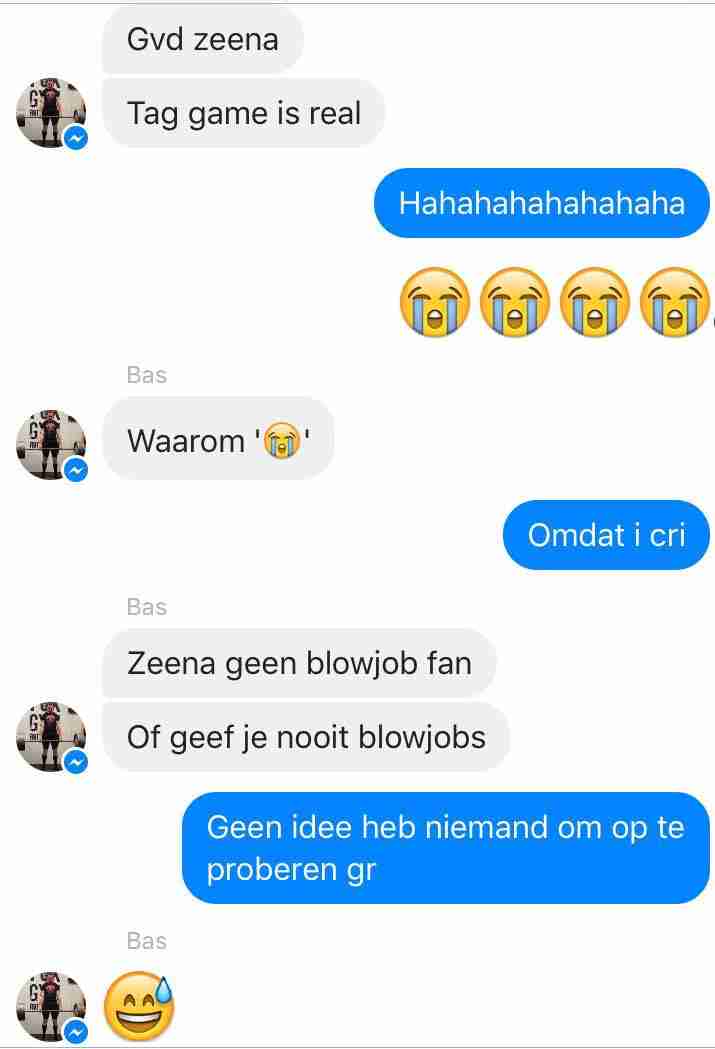 Gvd zeena
Tag game is real
Hahahahahahahaha
😭😭😭😭
Bas
Waarom '😭'
Omdat i cri
Bas
Zeena geen blowjob fan
Of geef je nooit blowjobs
Geen idee heb niemand om op te
proberen gr
Bas
😅